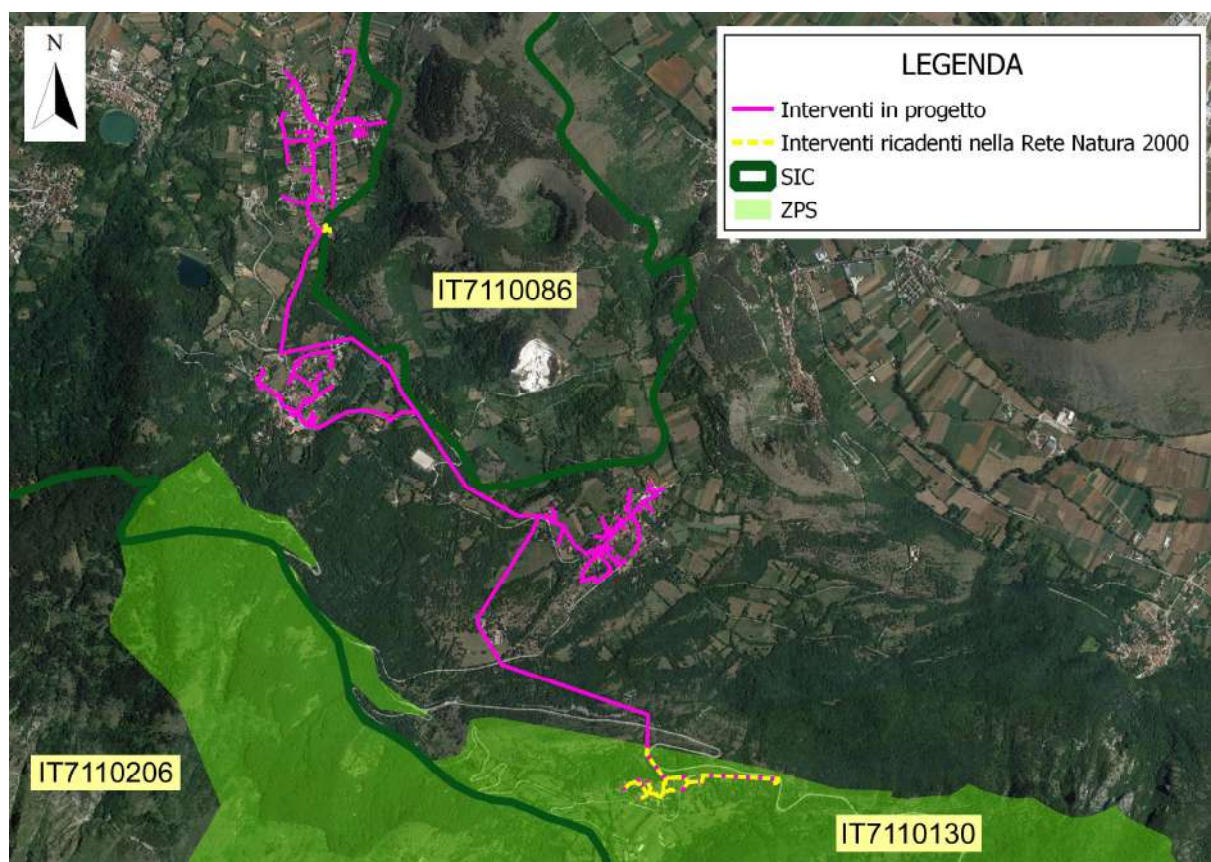 N
LEGENDA
Interventi in progetto
Interventi ricadenti nella Rete Natura 2000
SIC
ZPS
IT7110086
IT7110206
IT7110130